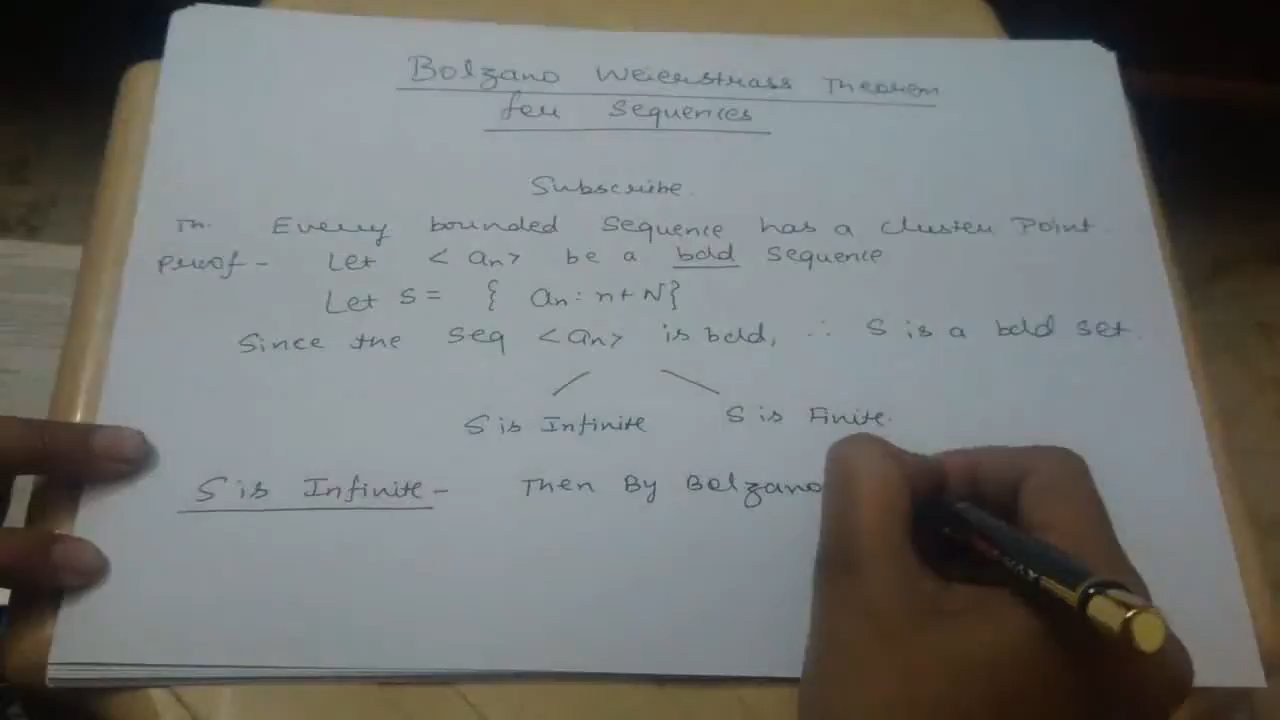 Bolzano Weierstrass Theorem
for Sequences
Subscribe.
Th. Every bounded sequence has a cluster point.
Proof - Let < an > be a bdd sequence
Let S = { an : n ∈ N}
Since the seq < an > is bdd, ∴ S is a bdd set.
S is Infinite S is Finite.
S is Infinite - Then By Bolzano